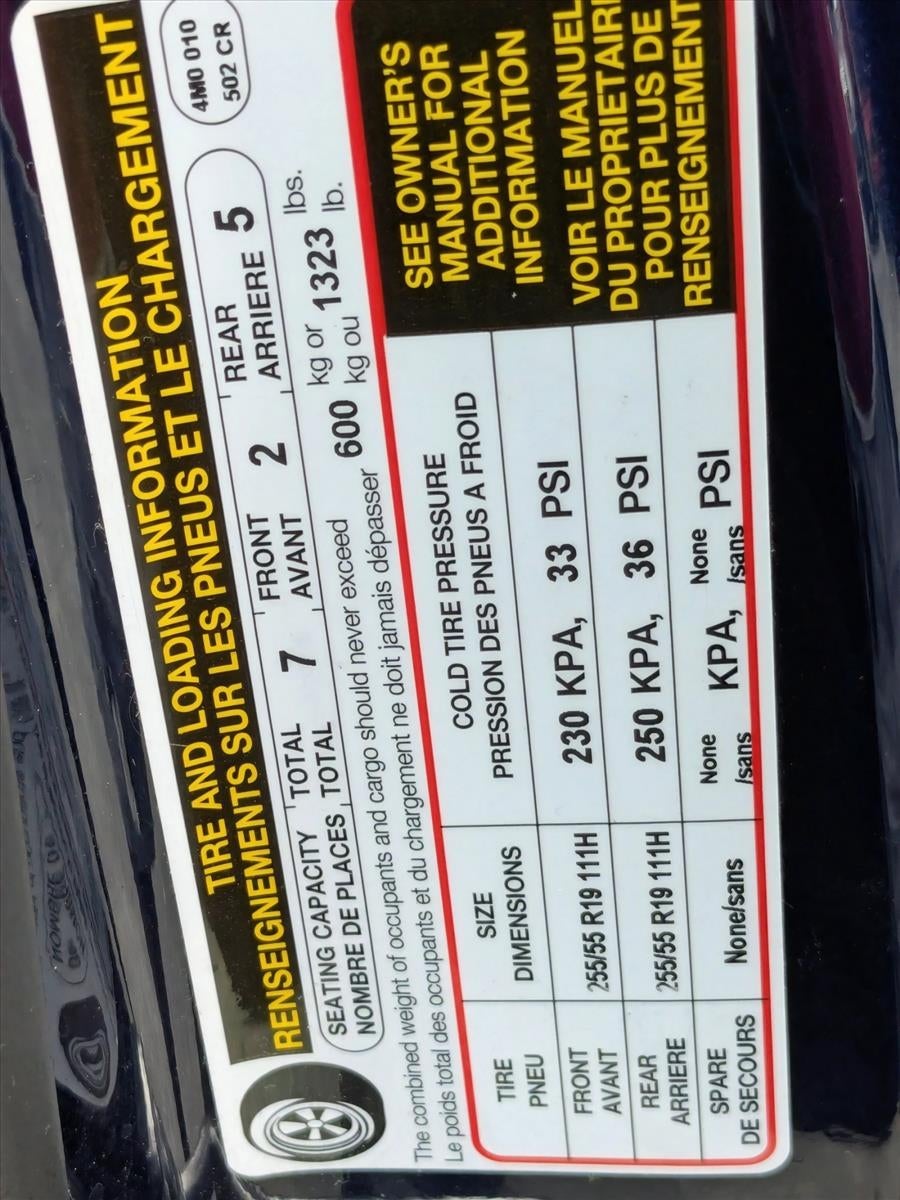 TIRE AND LOADING INFORMATION
RENSEIGNEMENTS SUR LES PNEUS ET LE CHARGEMENT
4M0 010
502 CR
SEATING CAPACITY TOTAL 7 FRONT 2 REAR 5
NOMBRE DE PLACES TOTAL AVANT ARRIERE
The combined weight of occupants and cargo should never exceed 600 kg or 1323 lbs.
Le poids total des occupants et du chargement ne doit jamais dépasser kg ou lb.
TIRE
PNEU
SIZE
DIMENSIONS
COLD TIRE PRESSURE
PRESSION DES PNEUS A FROID
FRONT
AVANT
255/55 R19 111H
230 KPA, 33 PSI
REAR
ARRIERE
255/55 R19 111H
250 KPA, 36 PSI
SPARE
DE SECOURS
None/sans
None
/sans
KPA,
None
/sans
PSI
SEE OWNER'S
MANUAL FOR
ADDITIONAL
INFORMATION
VOIR LE MANUEL
DU PROPRIETAIRE
POUR PLUS DE
RENSEIGNEMENT